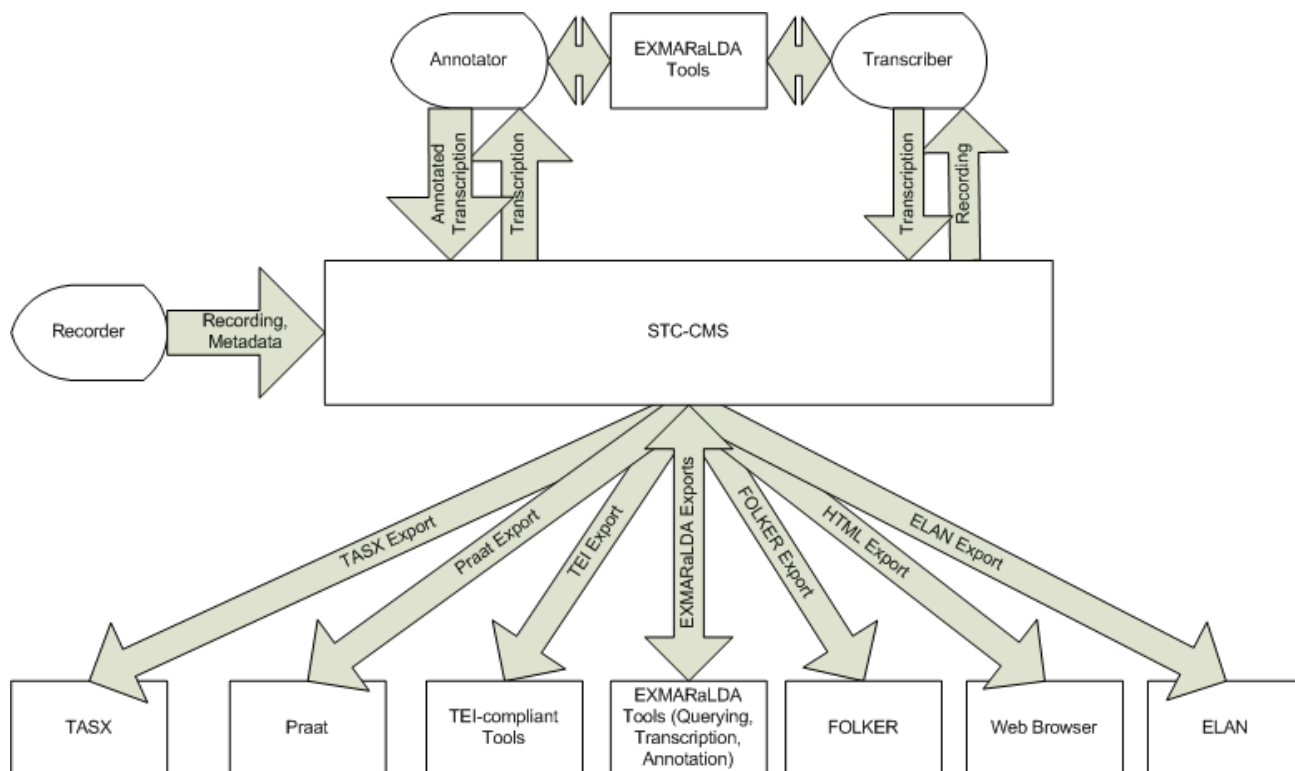 Annotator
EXMARaLDA
Tools
Transcriber
Annotated
Transcription
Transcription
Transcription
Recording
Recorder
Recording,
Metadata
STC-CMS
TASX Export
Praat Export
TEI Export
EXMARaLDA Exports
FOLKER Export
HTML Export
ELAN Export
TASX
Praat
TEI-compliant
Tools
EXMARaLDA
Tools (Querying,
Transcription,
Annotation)
FOLKER
Web Browser
ELAN